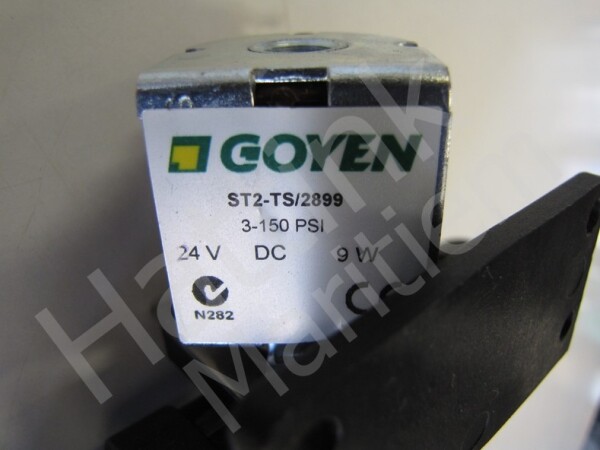 GOYEN
ST2-TS/2899
3-150 PSI
24 V DC 9 W
N282